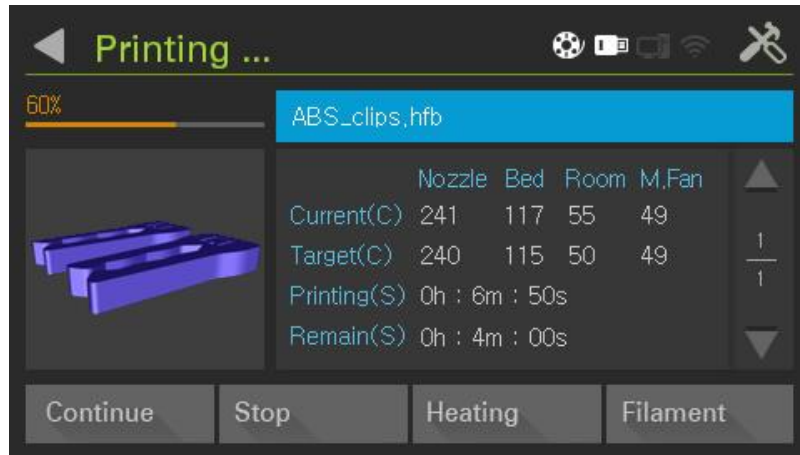 Printing ...
60%
ABS_clips.hfb
Nozzle Bed Room M.Fan
Current(C) 241 117 55 49
Target(C) 240 115 50 49
Printing(S) 0h : 6m : 50s
Remain(S) 0h : 4m : 00s
1
1
Continue Stop Heating Filament